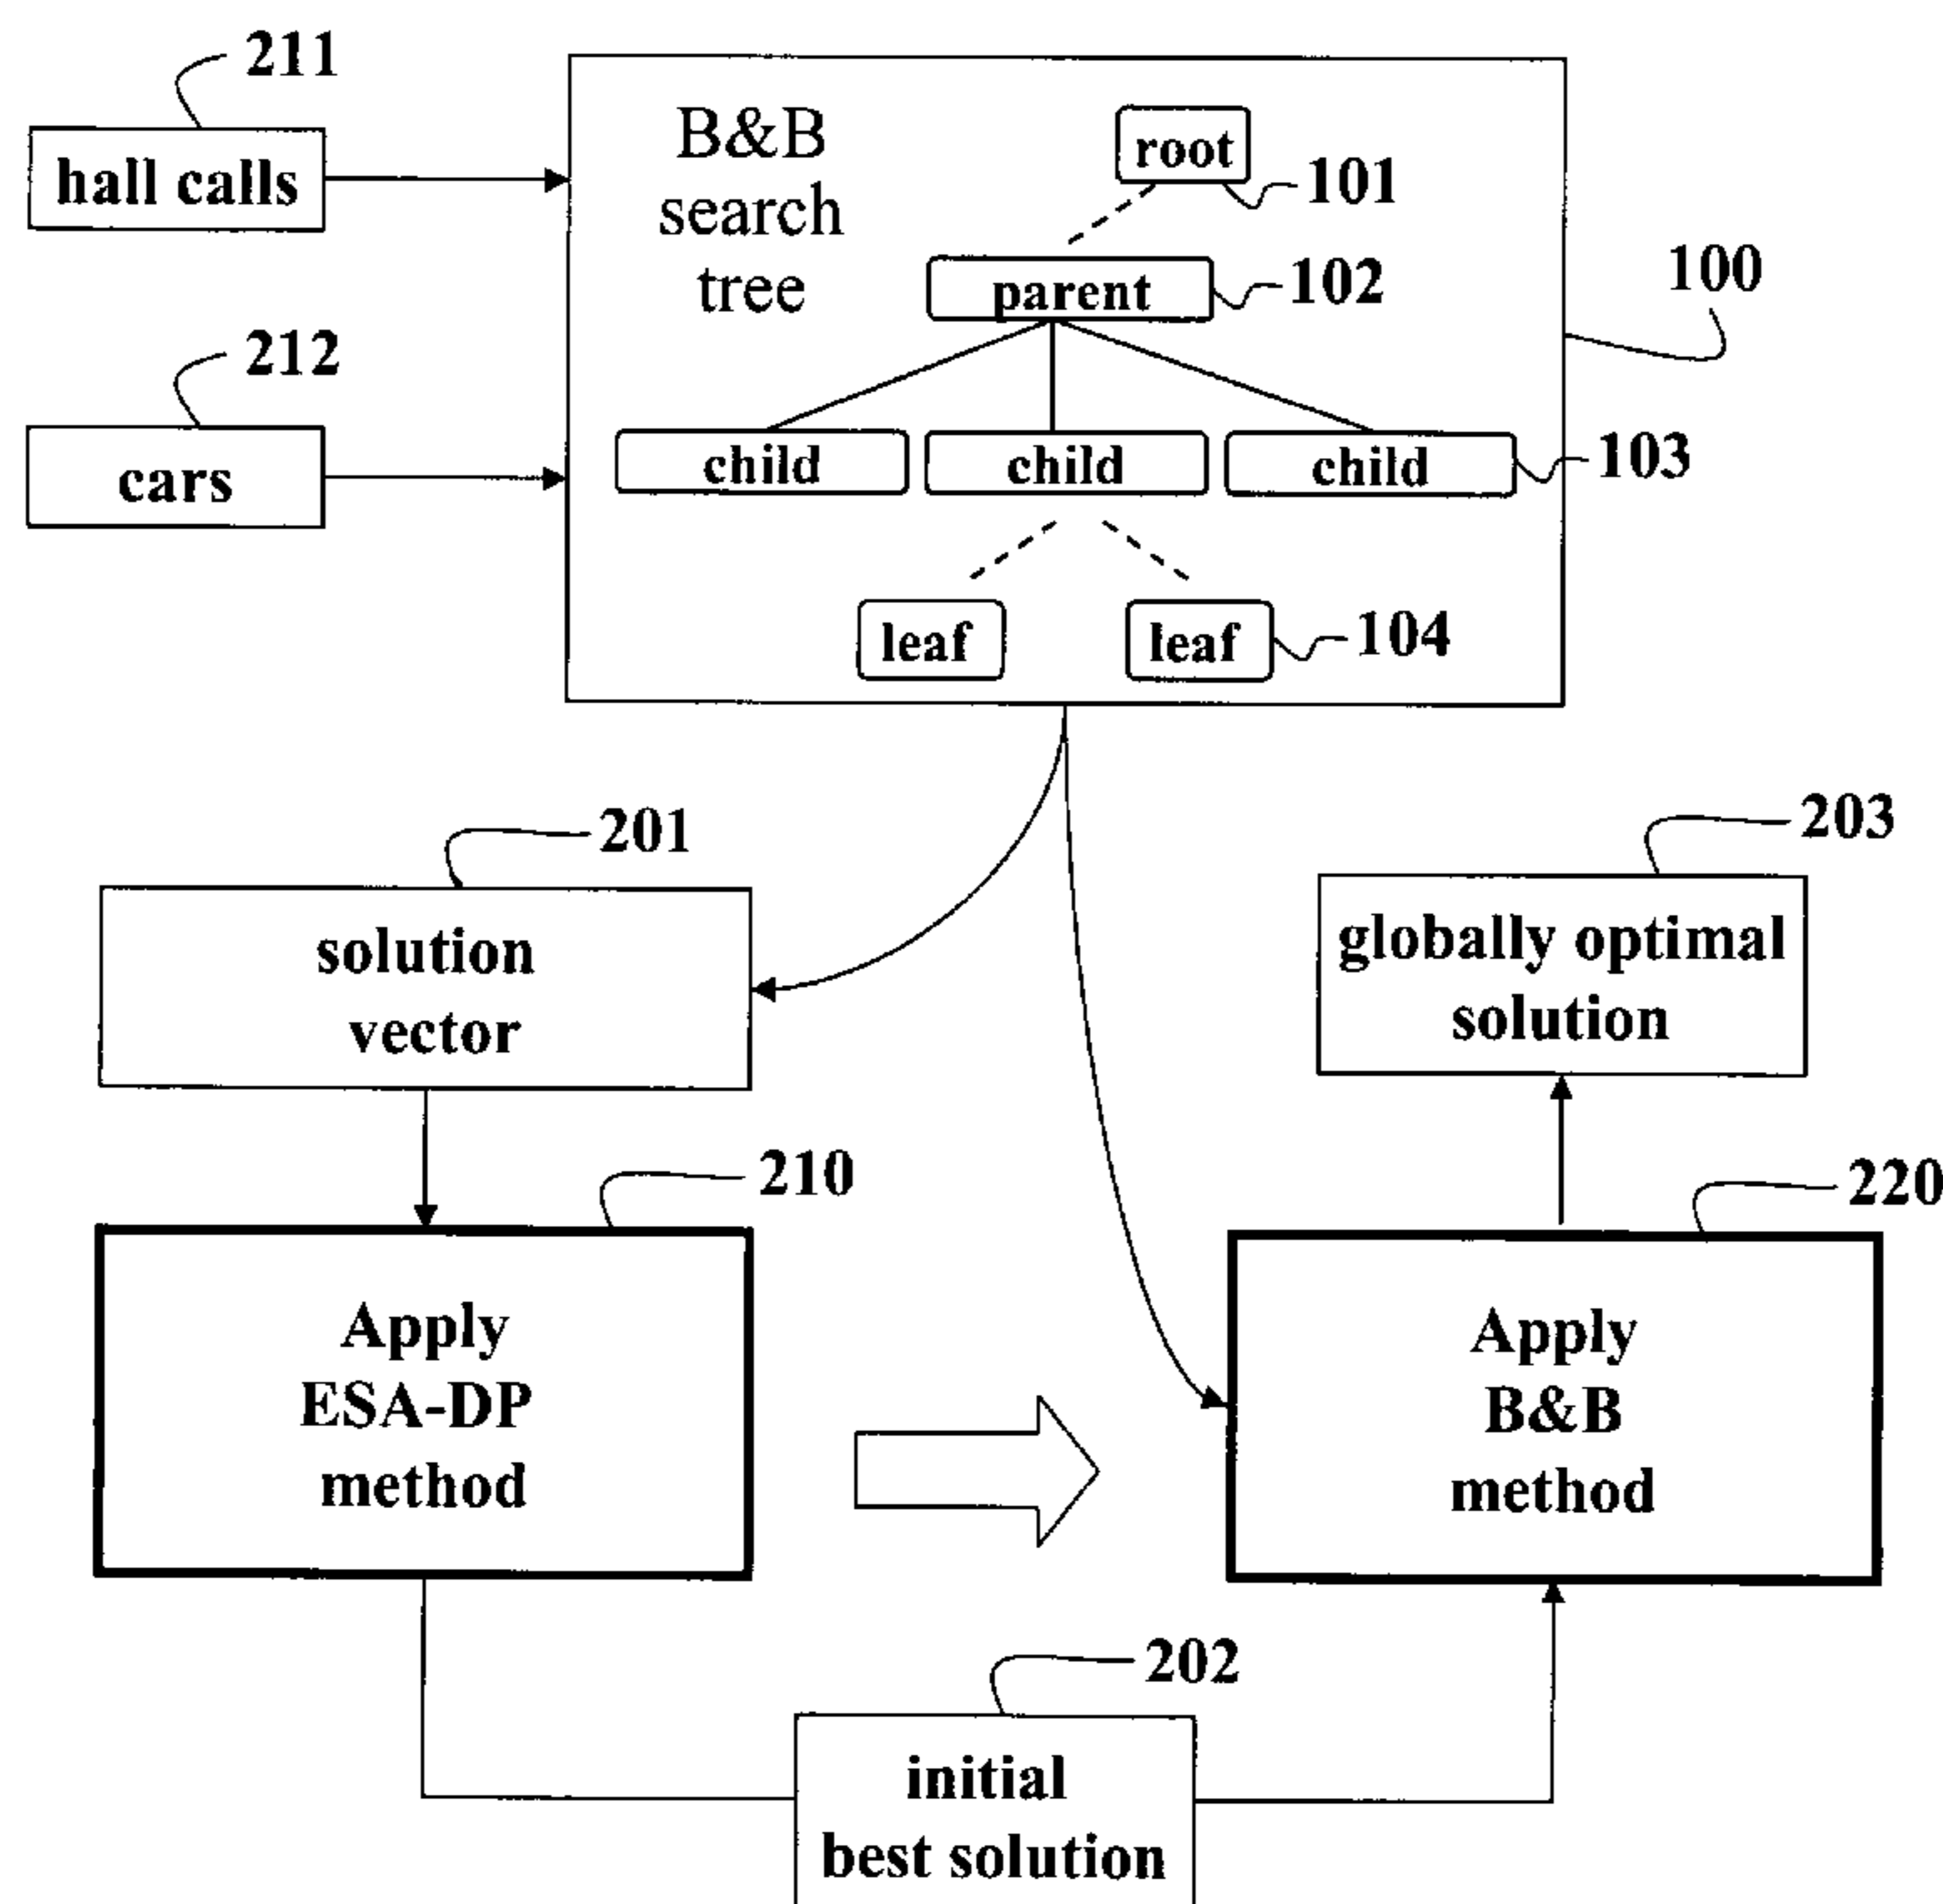 211
hall calls
B&B
search
tree
root
101
parent
102
100
212
cars
child
child
child
103
leaf
leaf
104
201
solution
vector
203
globally optimal
solution
210
Apply
ESA-DP
method
220
Apply
B&B
method
202
initial
best solution